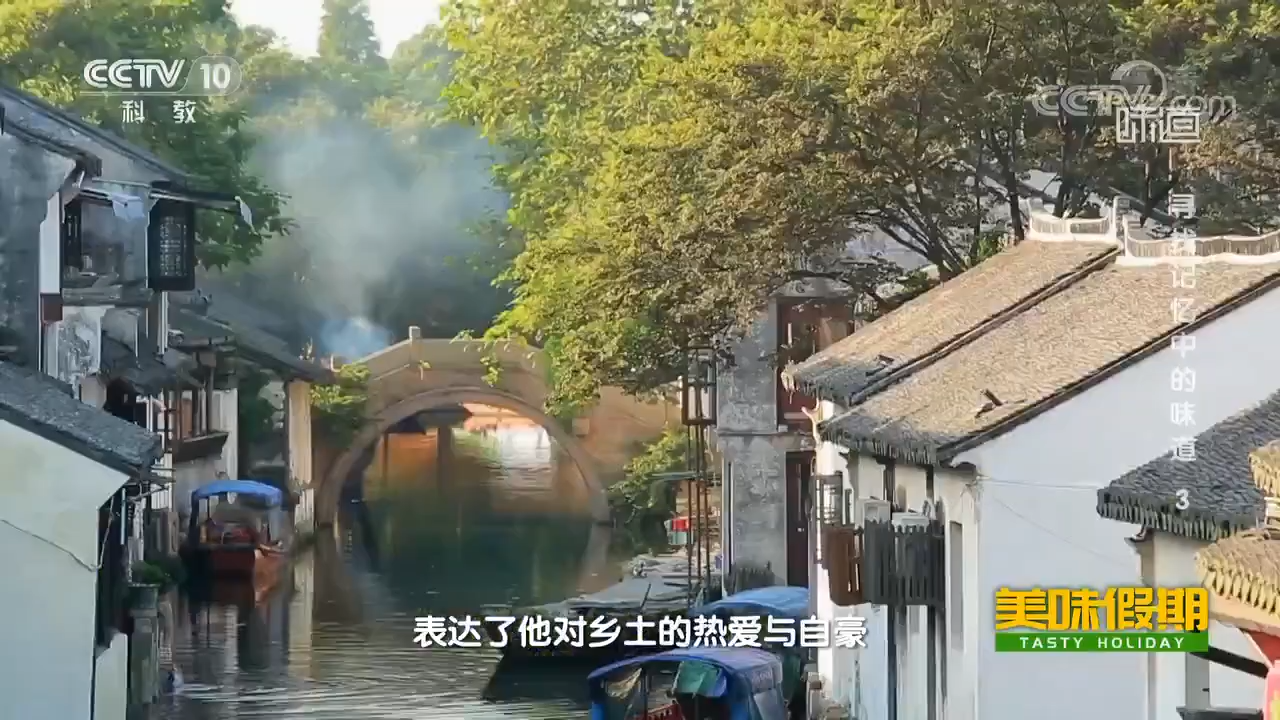 CCTV 10
科教
CCTV.com
味道
寻找记忆中的味道 3
表达了他对乡土的热爱与自豪
美味假期
TASTY HOLIDAY